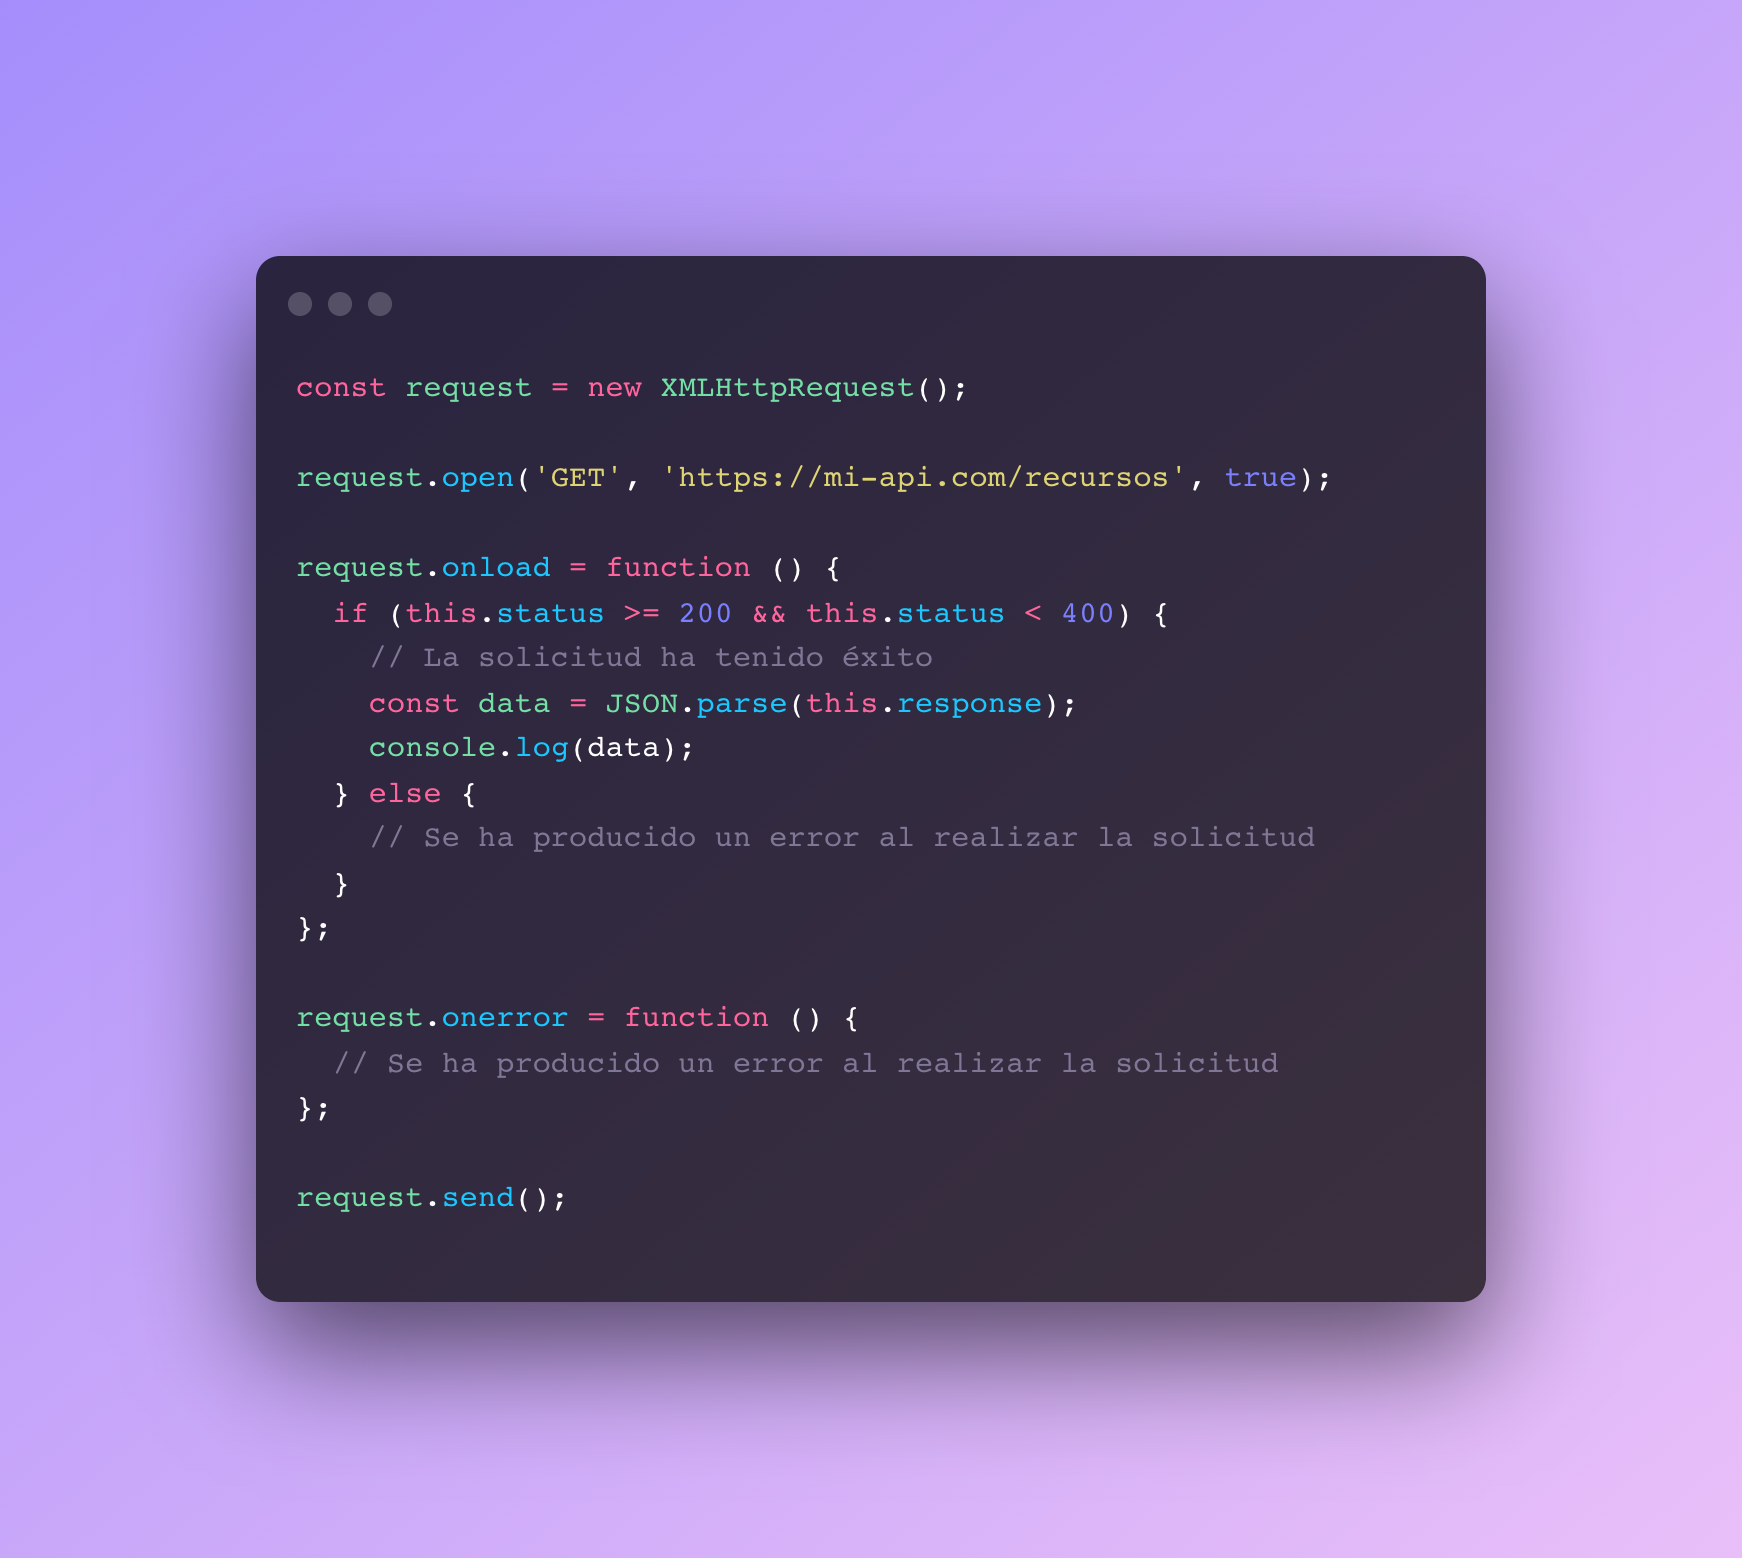 const request = new XMLHttpRequest();
request.open('GET', 'https://mi-api.com/recursos', true);
request.onload = function () {
  if (this.status >= 200 && this.status < 400) {
    // La solicitud ha tenido éxito
    const data = JSON.parse(this.response);
    console.log(data);
  } else {
    // Se ha producido un error al realizar la solicitud
  }
};
request.onerror = function () {
  // Se ha producido un error al realizar la solicitud
};
request.send();